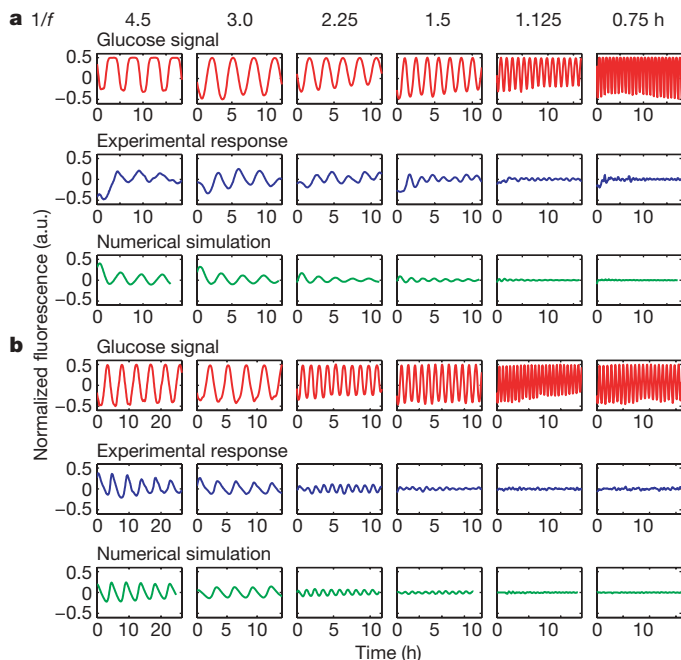 a 1/f 4.5 3.0 2.25 1.5 1.125 0.75 h
Glucose signal
0.5
0
−0.5
0 10 20 0 5 10 0 5 10 0 5 10 0 10 0 10
Experimental response
0.5
0
−0.5
0 10 0 5 10 0 5 10 0 5 10 0 10 0 10
Numerical simulation
0.5
0
−0.5
0 10 20 0 5 10 0 5 10 0 5 10 0 10 0 10
b
Glucose signal
0.5
0
−0.5
0 10 20 0 5 10 0 10 0 10 0 10 0 10
Experimental response
0.5
0
−0.5
0 10 20 0 5 10 0 10 0 10 0 10 0 10
Numerical simulation
0.5
0
−0.5
0 10 20 0 5 10 0 10 0 10 0 10 0 10
Time (h)
Normalized fluorescence (a.u.)